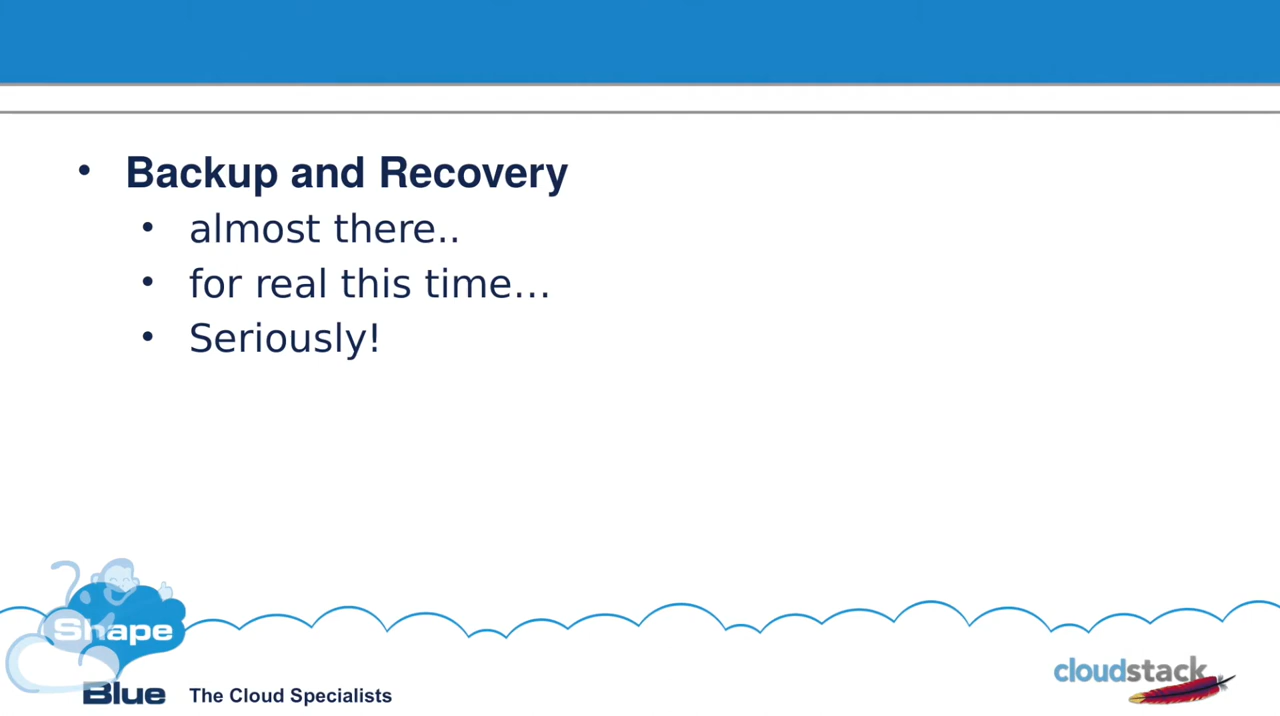 • Backup and Recovery
• almost there..
• for real this time…
• Seriously!
Shape
Blue The Cloud Specialists
cloudstack